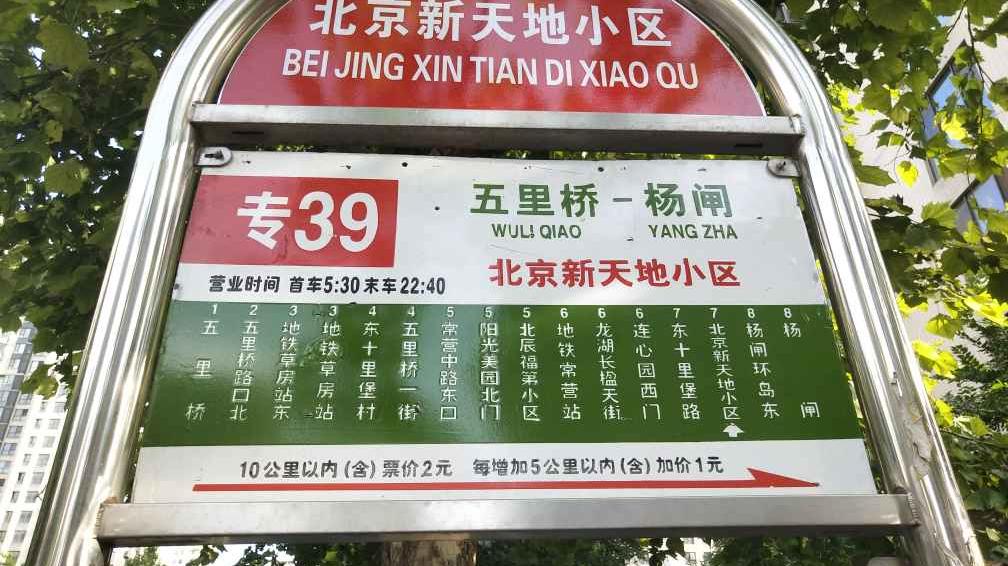 北京新天地小区
BEI JING XIN TIAN DI XIAO QU
专39
五里桥－杨闸
WULI QIAO YANG ZHA
北京新天地小区
营业时间 首车5:30 末车22:40
1 五里桥
2 五里桥路口北
3 地铁草房站东
3 地铁草房站
4 东十里堡村
4 五里桥一街
5 常营中路东口
5 阳光美园北门
5 北辰福第小区
6 地铁常营站
6 龙湖长楹天街
6 连心园西门
7 东十里堡路
7 北京新天地小区
8 杨闸环岛东
8 杨闸
10公里以内(含)票价2元 每增加5公里以内(含)加价1元